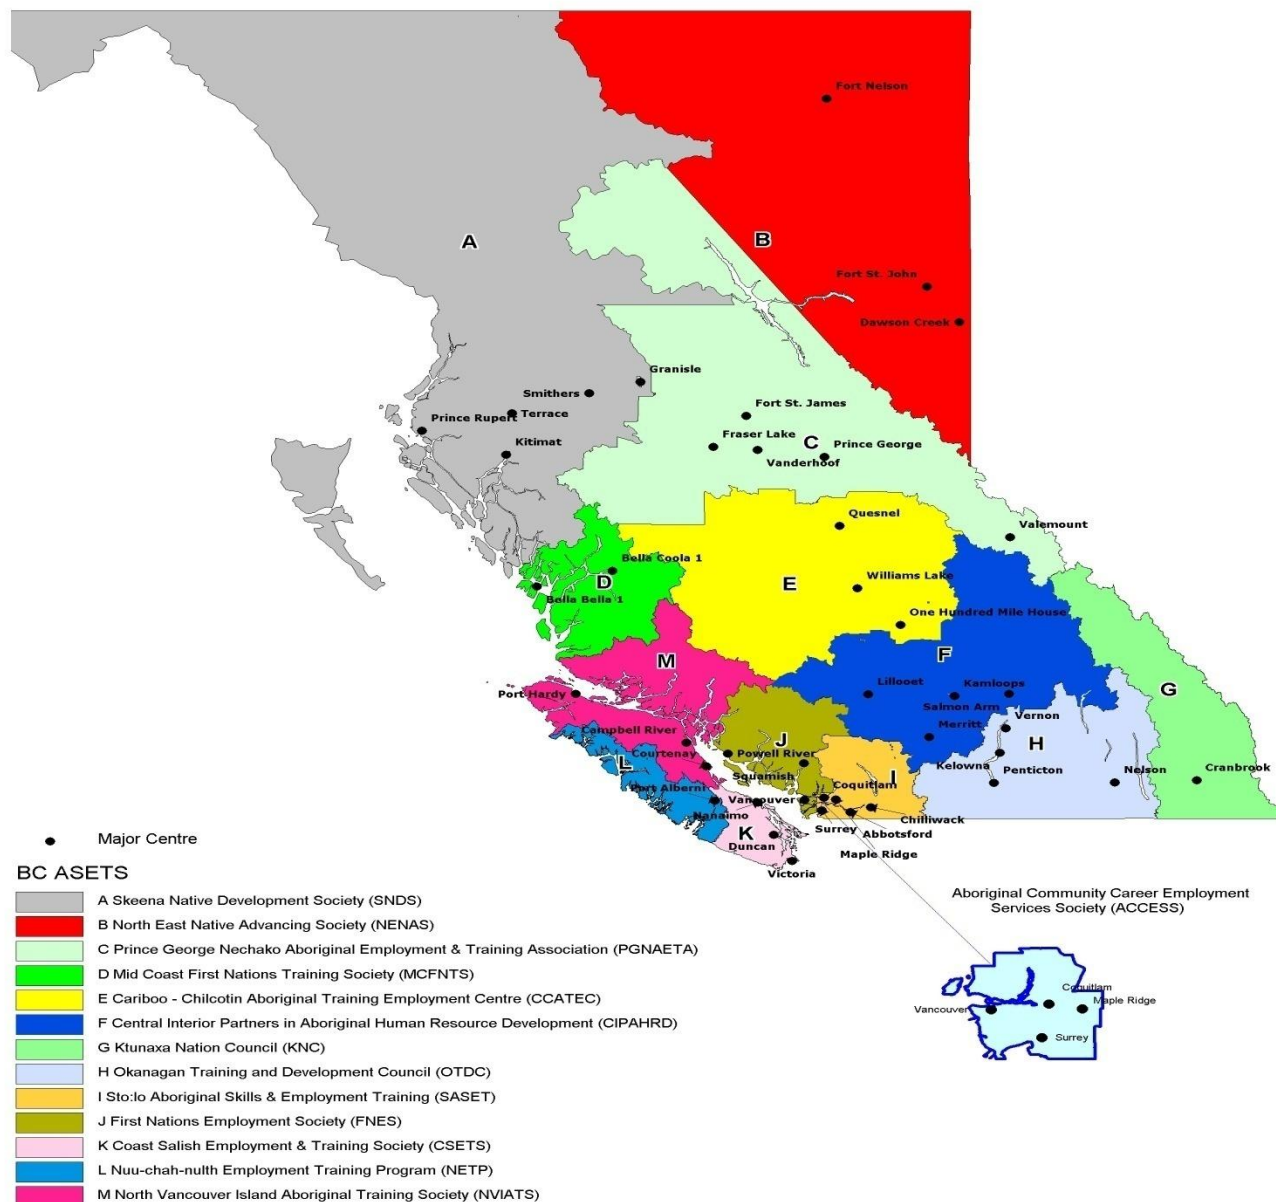 Fort Nelson
A
B
Fort St. John
Dawson Creek
Granisle
Smithers
Fort St. James
Prince Rupert
Terrace
Fraser Lake
C
Prince George
Kitimat
Vanderhoof
Quesnel
Valemount
Bella Coola 1
D
E
Williams Lake
Bella Bella 1
One Hundred Mile House
F
M
G
Port Hardy
Lillooet
Kamloops
Salmon Arm
Vernon
Campbell River
Merritt
J
H
Courtenay
Powell River
L
Kelowna
Squamish
I
Penticton
Nelson
Cranbrook
Port Alberni
Coquitlam
Vancouver
Nanaimo
Chilliwack
Surrey
Abbotsford
K
Duncan
Maple Ridge
Victoria
Major Centre
BC ASETS
A Skeena Native Development Society (SNDS)
B North East Native Advancing Society (NENAS)
C Prince George Nechako Aboriginal Employment & Training Association (PGNAETA)
D Mid Coast First Nations Training Society (MCFNTS)
E Cariboo - Chilcotin Aboriginal Training Employment Centre (CCATEC)
F Central Interior Partners in Aboriginal Human Resource Development (CIPAHRD)
G Ktunaxa Nation Council (KNC)
H Okanagan Training and Development Council (OTDC)
I Sto:lo Aboriginal Skills & Employment Training (SASET)
J First Nations Employment Society (FNES)
K Coast Salish Employment & Training Society (CSETS)
L Nuu-chah-nulth Employment Training Program (NETP)
M North Vancouver Island Aboriginal Training Society (NVIATS)
Aboriginal Community Career Employment
Services Society (ACCESS)
Coquitlam
Maple Ridge
Vancouver
Surrey